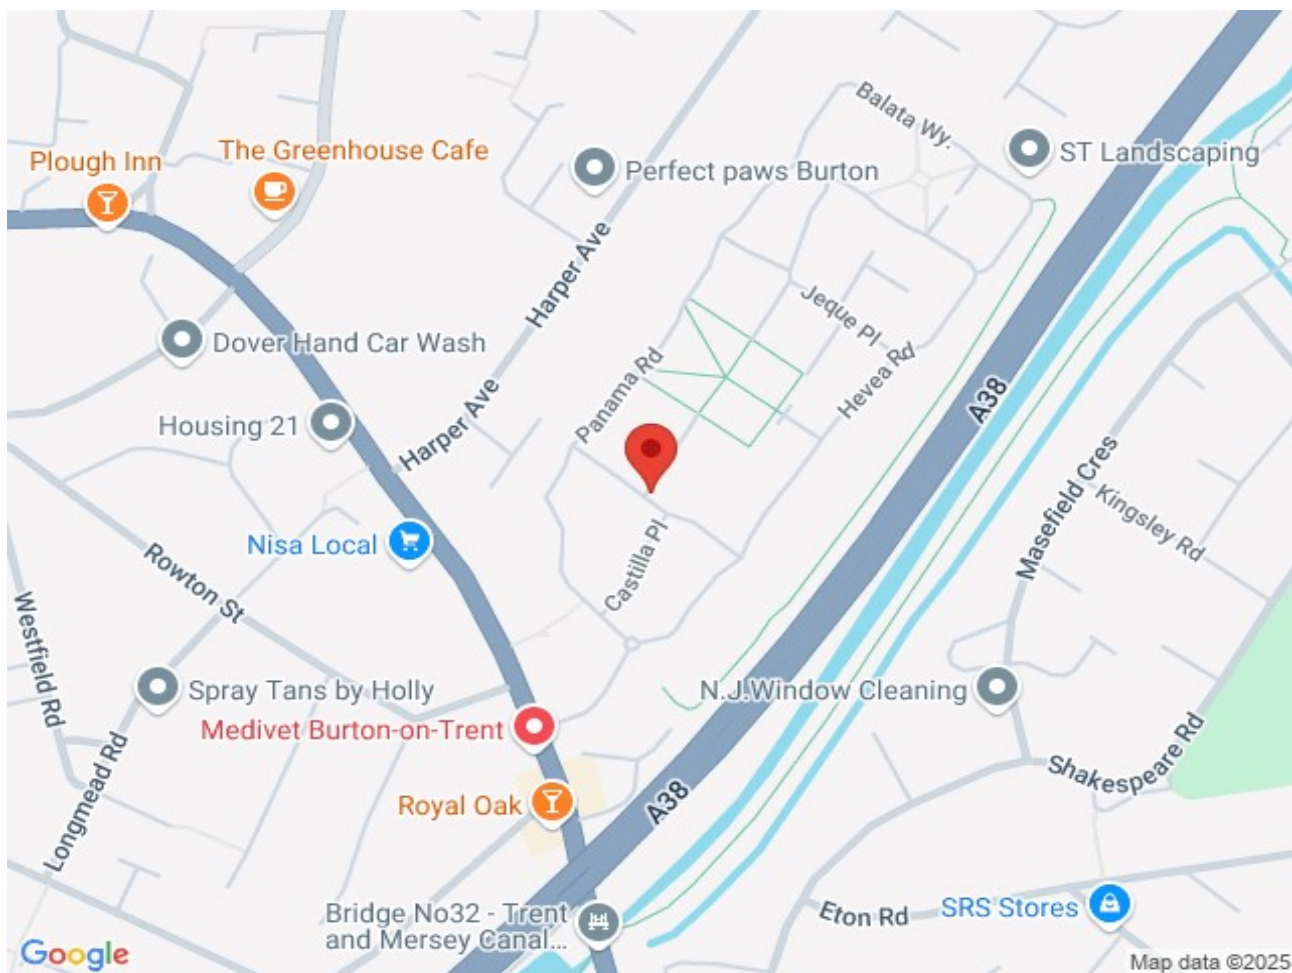 Balata Wy.
The Greenhouse Cafe
ST Landscaping
Plough Inn
Perfect paws Burton
Harper Ave
Jeque Pl
Dover Hand Car Wash
Panama Rd
Hevea Rd
A38
Harper Ave
Housing 21
Masefield Cres
Kingsley Rd
Nisa Local
Castilla Pl
Rowton St
Westfield Rd
Spray Tans by Holly
N.J.Window Cleaning
Medivet Burton-on-Trent
Shakespeare Rd
Longmead Rd
Royal Oak
A38
Bridge No32 - Trent
and Mersey Canal...
Eton Rd
SRS Stores
Google
Map data ©2025